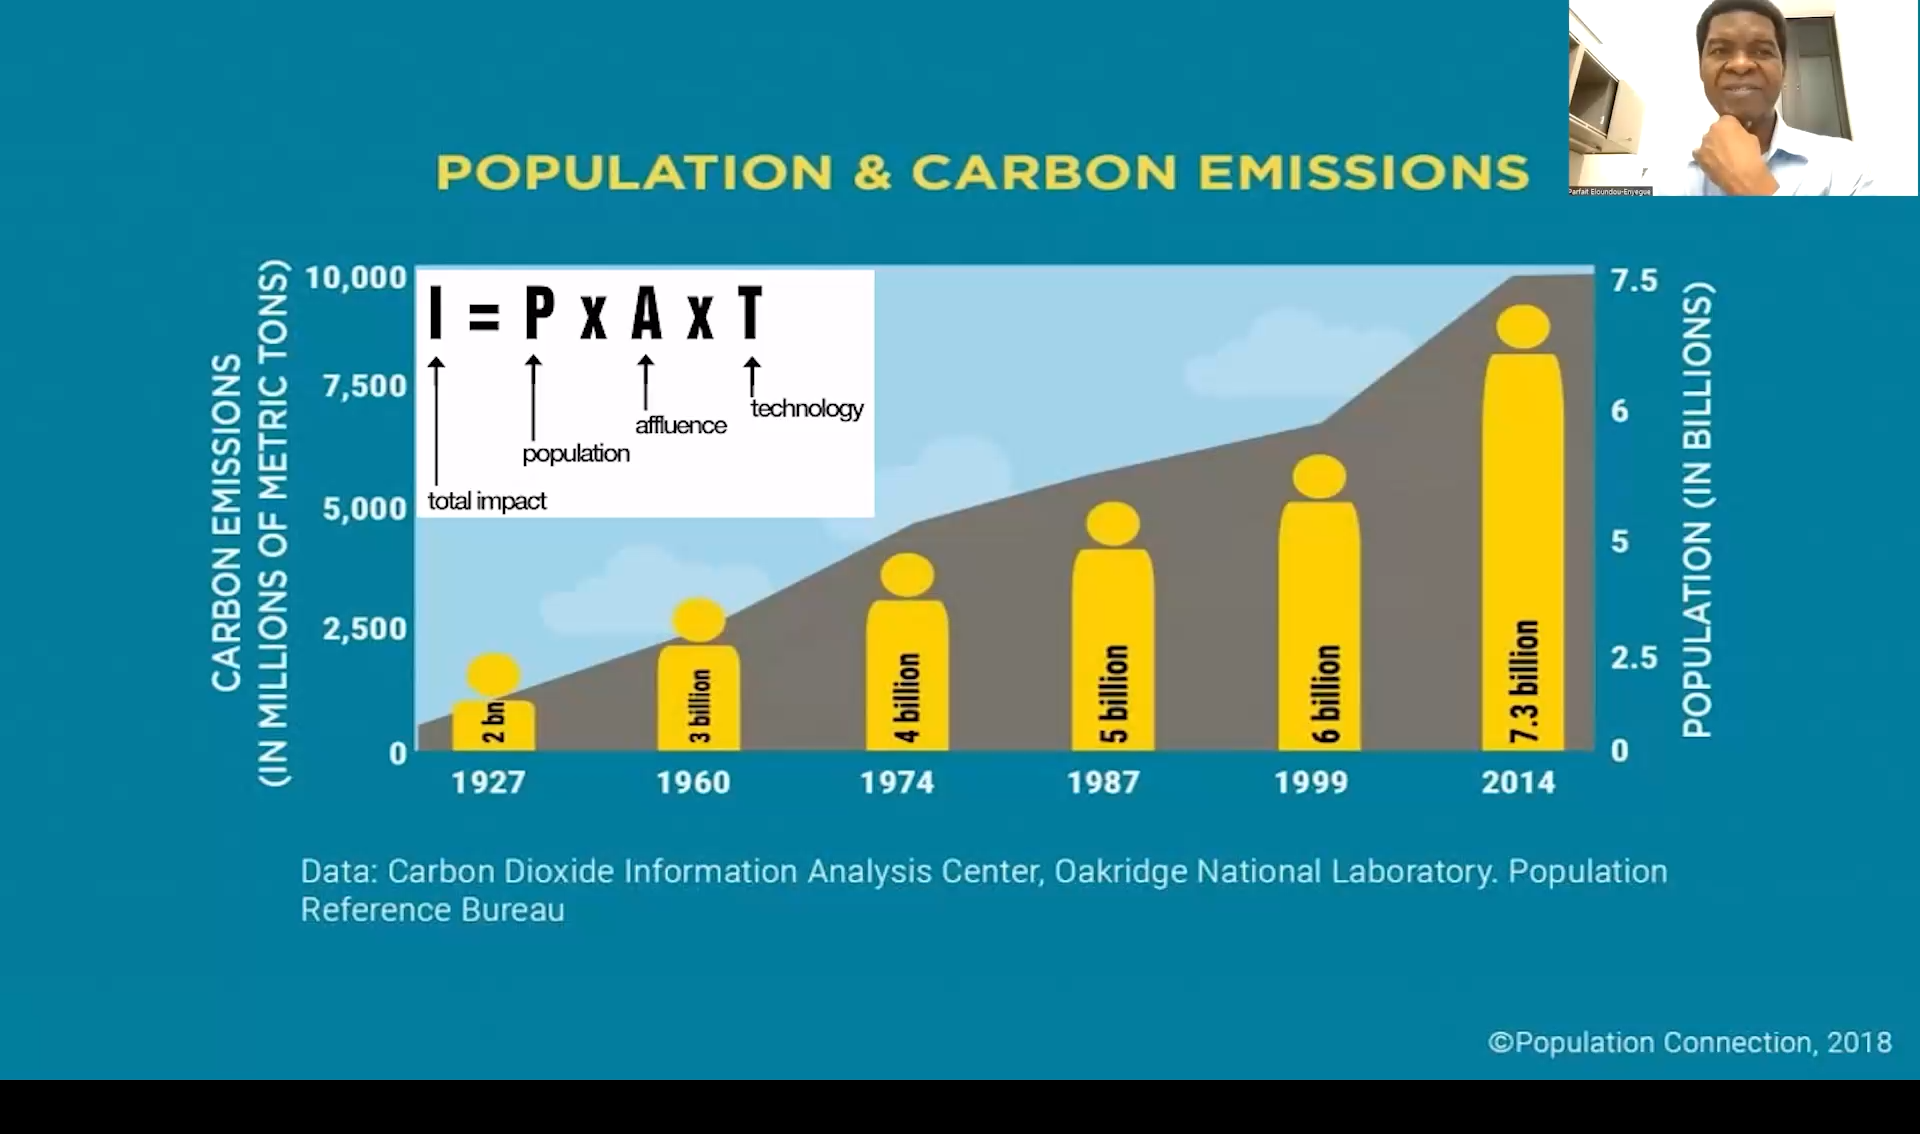 Parfait Eloundou-Enyegue
POPULATION & CARBON EMISSIONS
CARBON EMISSIONS
(IN MILLIONS OF METRIC TONS)
10,000
7,500
5,000
2,500
0
I = P x A x T
technology
affluence
population
total impact
7.5
6
5
2.5
0
POPULATION (IN BILLIONS)
2 bn
3 billion
4 billion
5 billion
6 billion
7.3 billion
1927 1960 1974 1987 1999 2014
Data: Carbon Dioxide Information Analysis Center, Oakridge National Laboratory. Population
Reference Bureau
©Population Connection, 2018